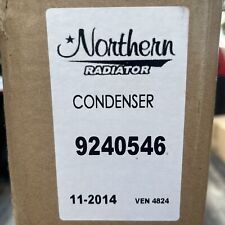 Northern
RADIATOR
CONDENSER
9240546
11-2014 VEN 4824